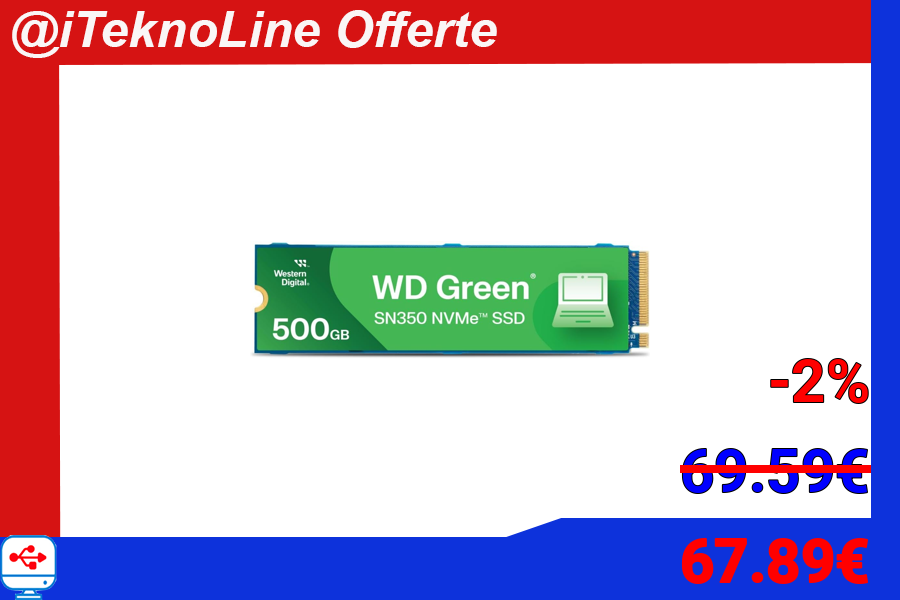 @iTeknoLine Offerte
Western
Digital®
500GB
WD Green®
SN350 NVMe™ SSD
-2%
69.59€
67.89€